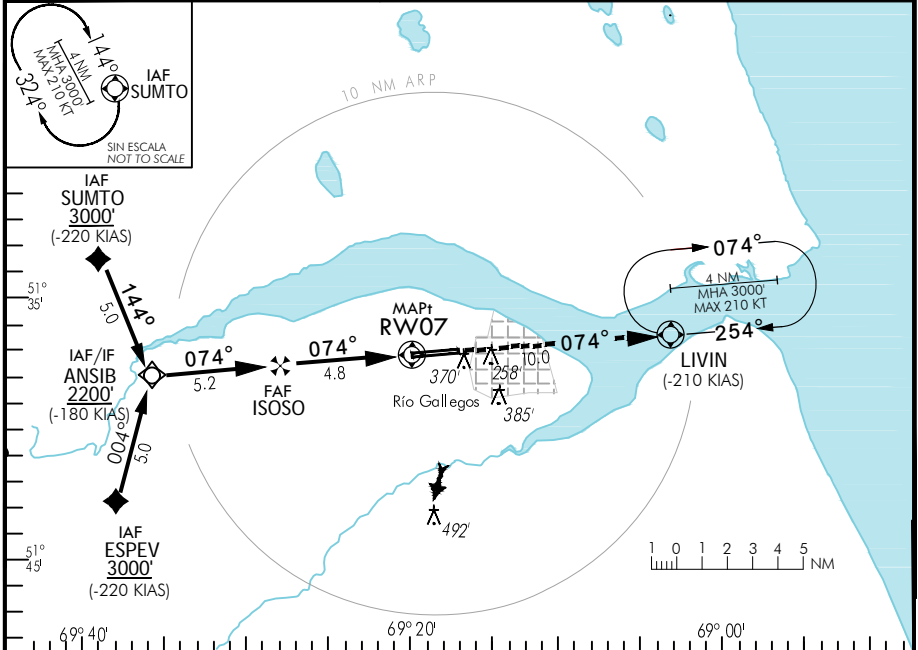 144°
4 NM
MHA 3000'
MAX 210 KT
324°
IAF
SUMTO
SIN ESCALA
NOT TO SCALE
10 NM ARP
IAF
SUMTO
3000'
(-220 KIAS)
144°
5.0
51°
35'
IAF/IF
ANSIB
2200'
(-180 KIAS)
074°
5.2
FAF
ISOSO
074°
4.8
MAPt
RW07
370'
258'
10.0
385'
Río Gallegos
074°
074°
4 NM
MHA 3000'
MAX 210 KT
254°
LIVIN
(-210 KIAS)
004°
5.0
IAF
ESPEV
3000'
(-220 KIAS)
492'
51°
45'
1 0 1 2 3 4 5
NM
69° 40'
69° 20'
69° 00'